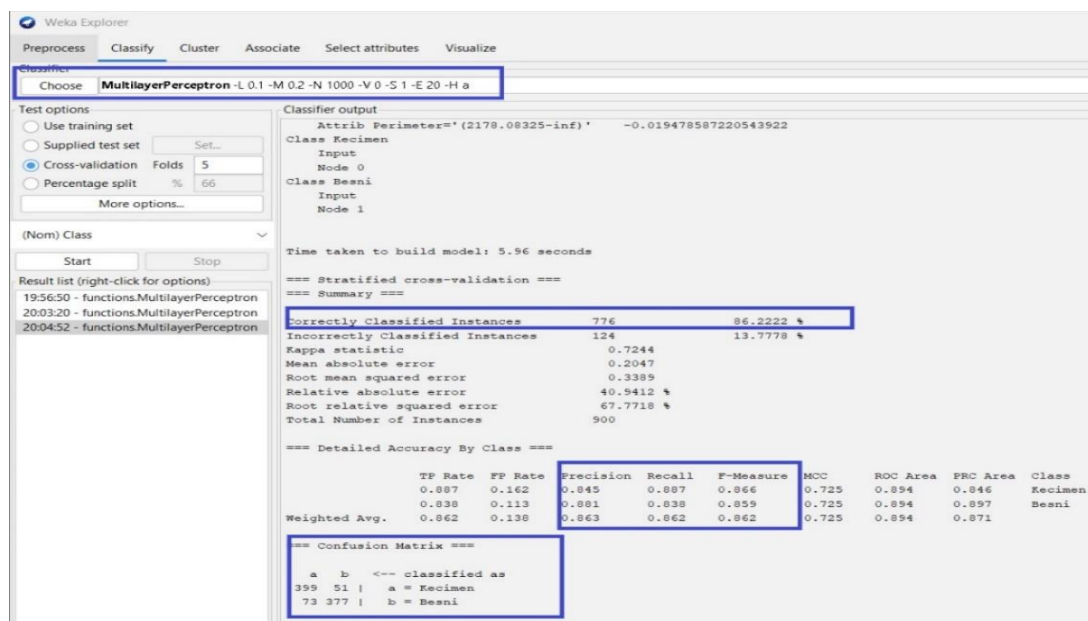 Weka Explorer
Preprocess Classify Cluster Associate Select attributes Visualize
Classifier
Choose MultilayerPerceptron -L 0.1 -M 0.2 -N 1000 -V 0 -S 1 -E 20 -H a
Test options
Use training set
Supplied test set Set...
Cross-validation Folds 5
Percentage split % 66
More options...
(Nom) Class
Start Stop
Result list (right-click for options)
19:56:50 - functions.MultilayerPerceptron
20:03:20 - functions.MultilayerPerceptron
20:04:52 - functions.MultilayerPerceptron
Classifier output
Attrib Perimeter='(2178.08325-inf)' -0.019478587220543922
Class Kecimen
Input
Node 0
Class Besni
Input
Node 1
Time taken to build model: 5.96 seconds
=== Stratified cross-validation ===
=== Summary ===
Correctly Classified Instances 776 86.2222 %
Incorrectly Classified Instances 124 13.7778 %
Kappa statistic 0.7244
Mean absolute error 0.2047
Root mean squared error 0.3389
Relative absolute error 40.9412 %
Root relative squared error 67.7718 %
Total Number of Instances 900
=== Detailed Accuracy By Class ===
TP Rate FP Rate Precision Recall F-Measure MCC ROC Area PRC Area Class
0.887 0.162 0.845 0.887 0.866 0.725 0.894 0.846 Kecimen
0.838 0.113 0.881 0.838 0.859 0.725 0.894 0.897 Besni
Weighted Avg. 0.862 0.138 0.863 0.862 0.862 0.725 0.894 0.871
=== Confusion Matrix ===
a b <-- classified as
399 51 | a = Kecimen
73 377 | b = Besni